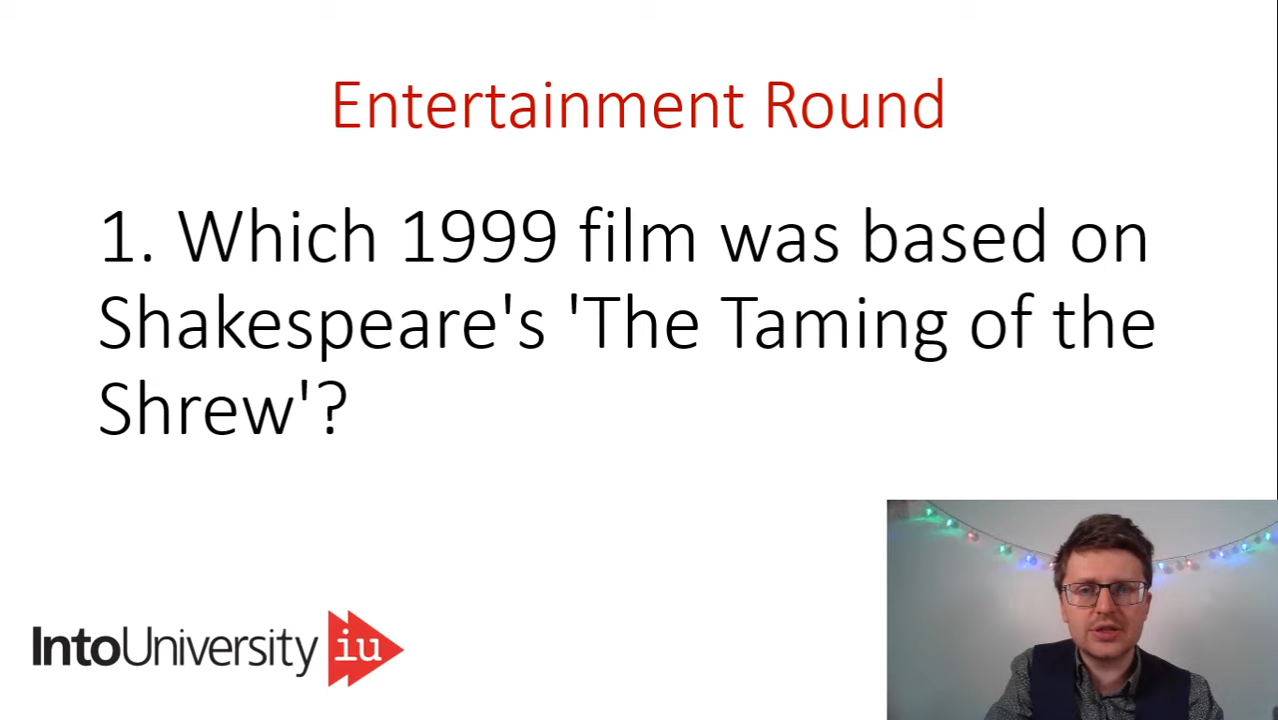 Entertainment Round
1. Which 1999 film was based on
Shakespeare's 'The Taming of the
Shrew'?
IntoUniversity iu